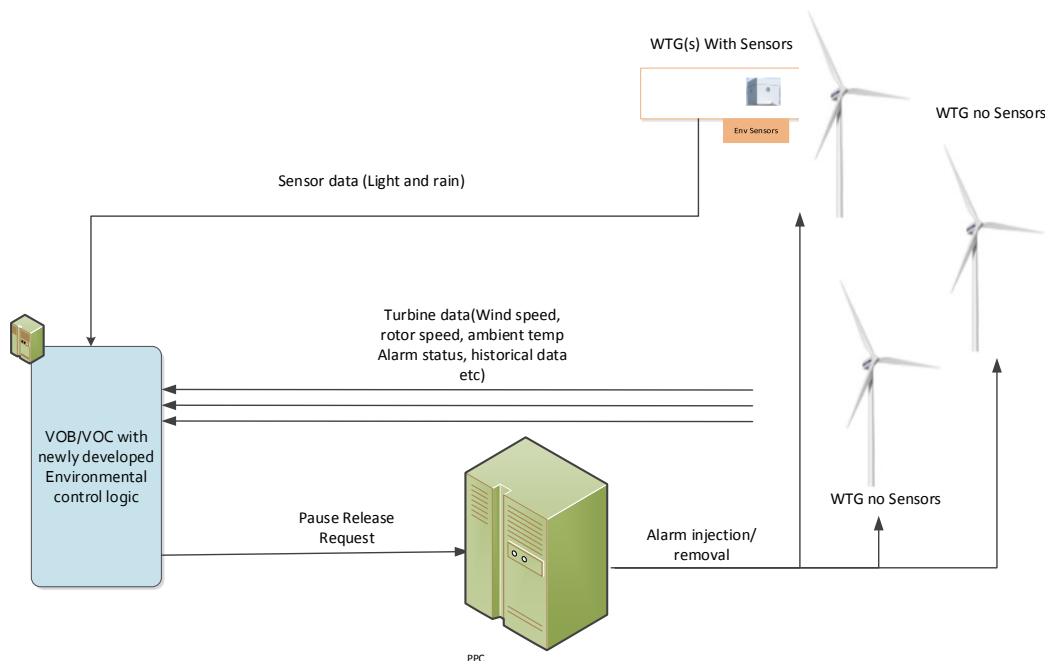 WTG(s) With Sensors
WTG no Sensors
Env Sensors
Sensor data (Light and rain)
Turbine data(Wind speed,
rotor speed, ambient temp
Alarm status, historical data
etc)
VOB/VOC with
newly developed
Environmental
control logic
WTG no Sensors
Pause Release
Request
Alarm injection/
removal
PPC